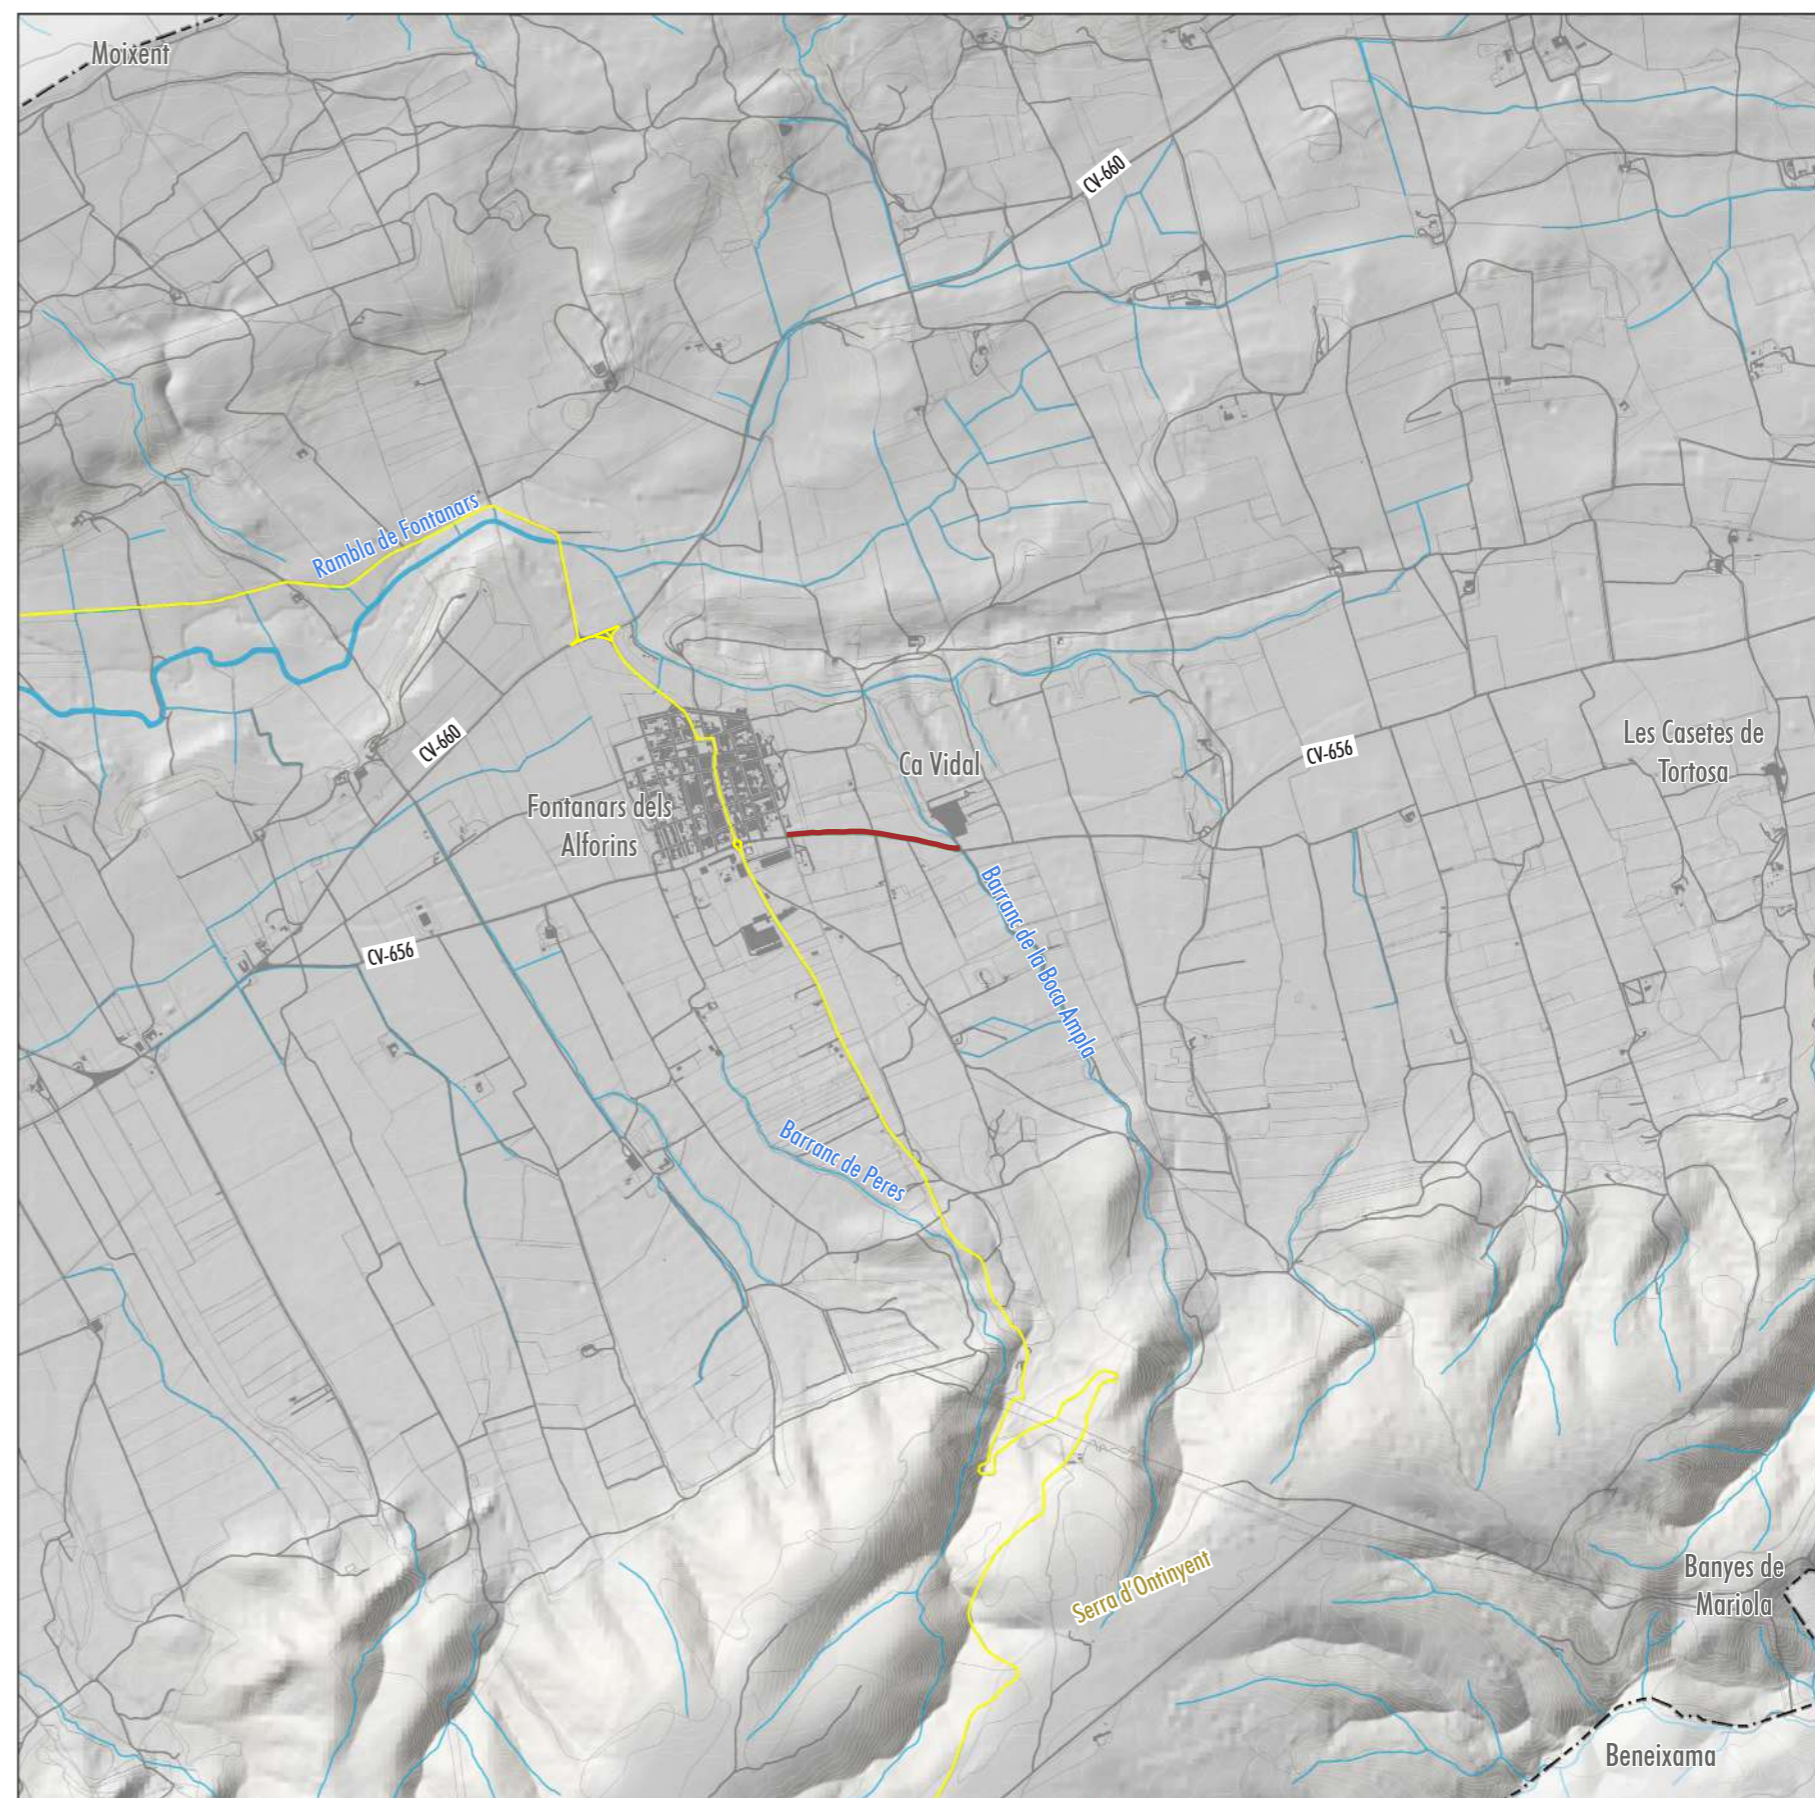 Moixent
CV-660
Rambla de Fontanars
CV-660
Ca Vidal
CV-656
Les Casetes de
Tortosa
Fontanars dels
Alforins
CV-656
Barranc de la Boca Ampla
Barranc de Peres
Serra d'Ontinyent
Banyes de
Mariola
Beneixama